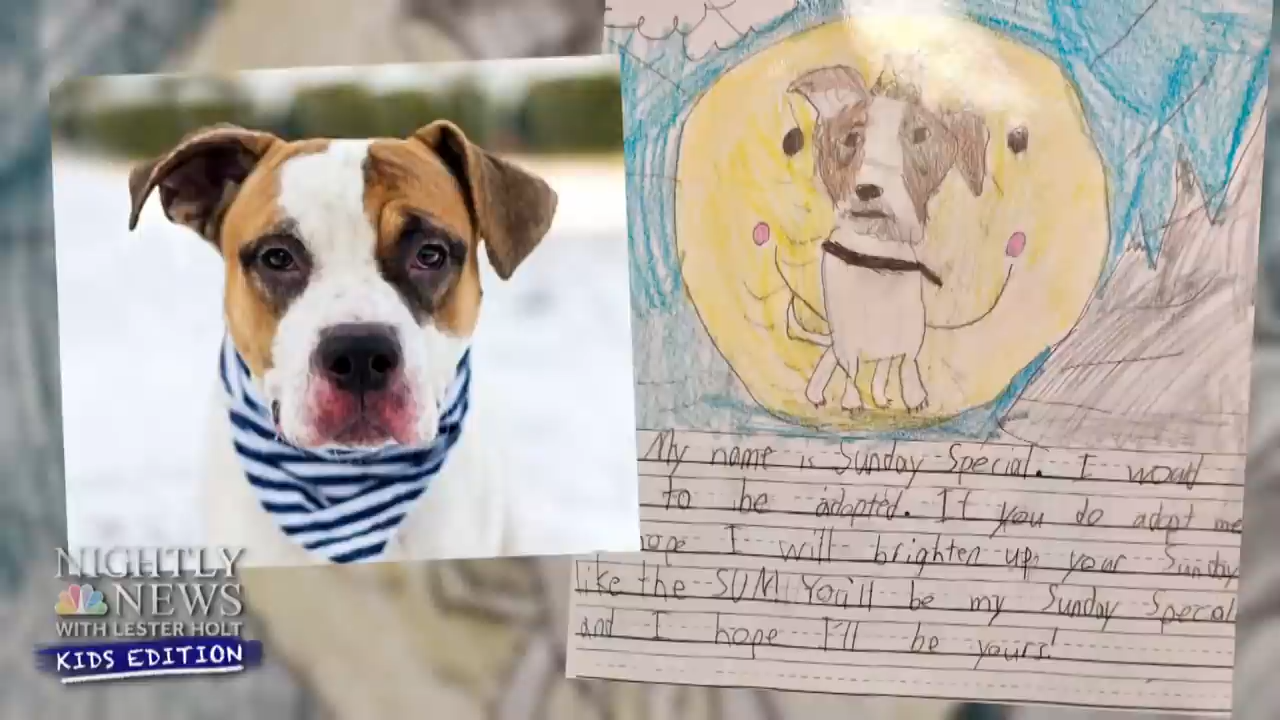 My name is Sunday Special. I would
to be adopted. If you do adopt me
ope I will brighten up your Sunday
like the SUN! You'll be my Sunday Specal
and I hope I'll be yours!
NIGHTLY
NEWS
WITH LESTER HOLT
KIDS EDITION